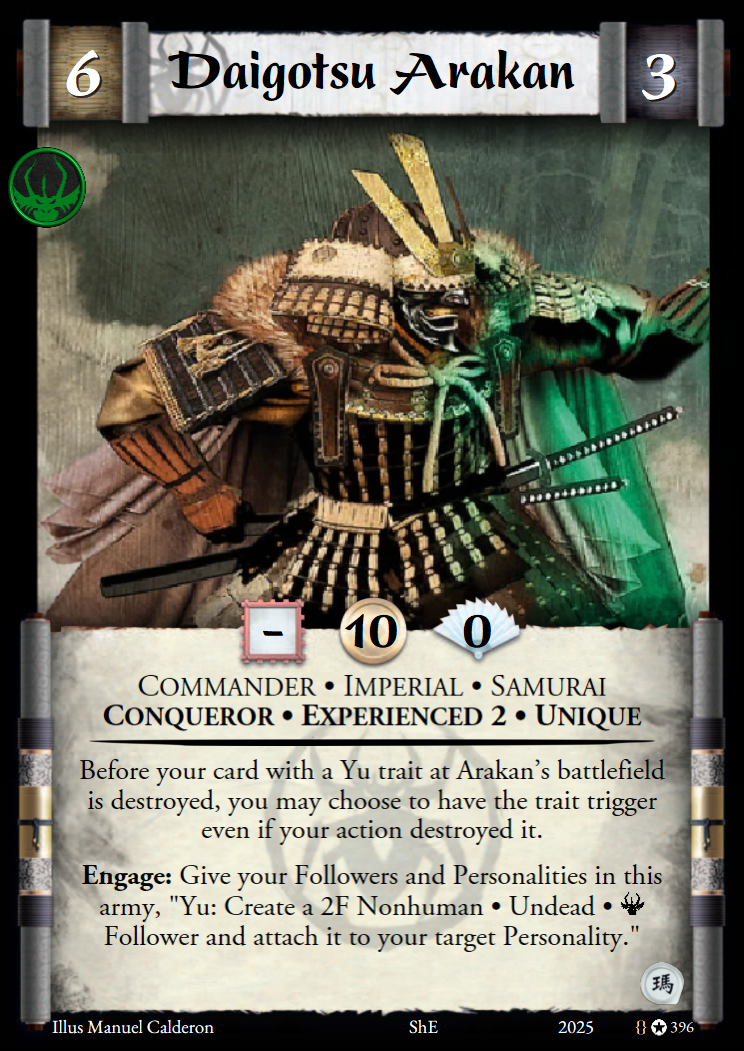 6 Daigotsu Arakan 3
- 10 0
COMMANDER • IMPERIAL • SAMURAI
CONQUEROR • EXPERIENCED 2 • UNIQUE
Before your card with a Yu trait at Arakan's battlefield
is destroyed, you may choose to have the trait trigger
even if your action destroyed it.
Engage: Give your Followers and Personalities in this
army, "Yu: Create a 2F Nonhuman • Undead •
Follower and attach it to your target Personality."
瑪
Illus Manuel Calderon ShE 2025 {} 396